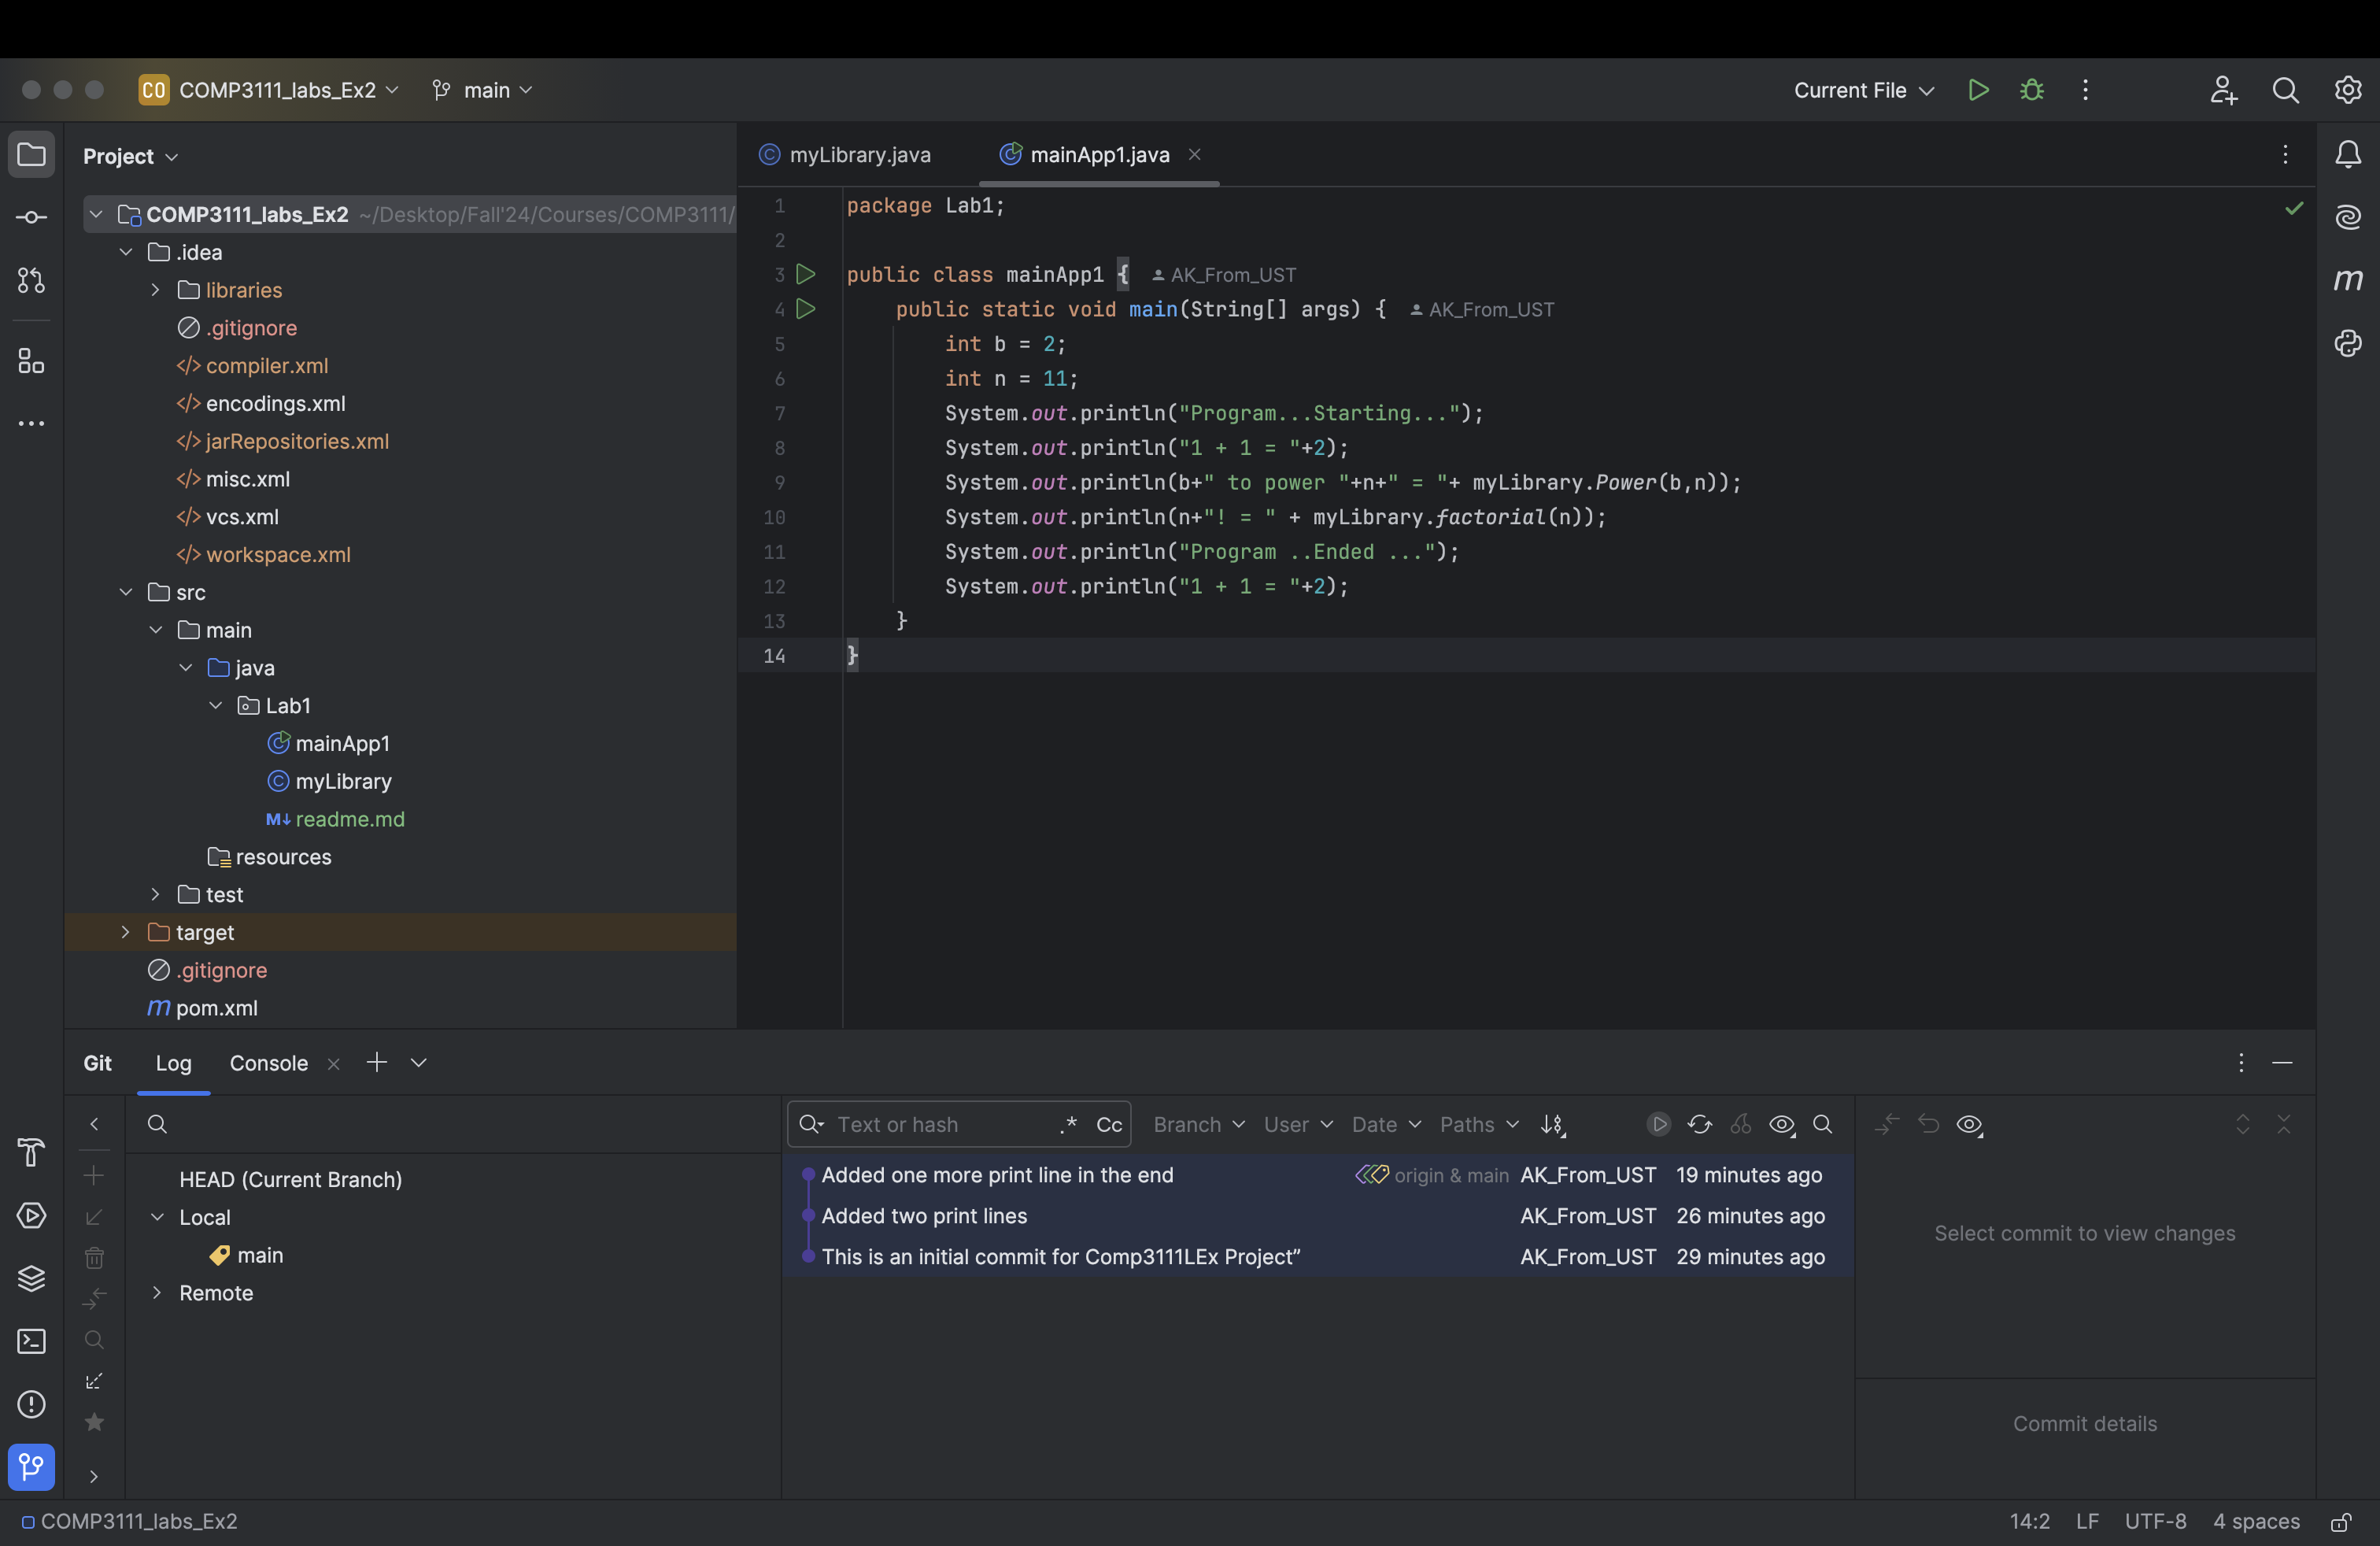 CO COMP3111_labs_Ex2 main Current File
Project
COMP3111_labs_Ex2 ~/Desktop/Fall'24/Courses/COMP3111/
.idea
libraries
.gitignore
</> compiler.xml
</> encodings.xml
</> jarRepositories.xml
</> misc.xml
</> vcs.xml
</> workspace.xml
src
main
java
Lab1
mainApp1
myLibrary
M↓ readme.md
resources
test
target
.gitignore
m pom.xml
myLibrary.java mainApp1.java
1 package Lab1;
2
3 public class mainApp1 { AK_From_UST
4 public static void main(String[] args) { AK_From_UST
5 int b = 2;
6 int n = 11;
7 System.out.println("Program...Starting...");
8 System.out.println("1 + 1 = "+2);
9 System.out.println(b+" to power "+n+" = "+ myLibrary.Power(b,n));
10 System.out.println(n+"! = " + myLibrary.factorial(n));
11 System.out.println("Program ..Ended ...");
12 System.out.println("1 + 1 = "+2);
13 }
14 }
m
Git Log Console
HEAD (Current Branch)
Local
main
Remote
Text or hash .* Cc Branch User Date Paths
Added one more print line in the end origin & main AK_From_UST 19 minutes ago
Added two print lines AK_From_UST 26 minutes ago
This is an initial commit for Comp3111LEx Project” AK_From_UST 29 minutes ago
Select commit to view changes
Commit details
COMP3111_labs_Ex2 14:2 LF UTF-8 4 spaces